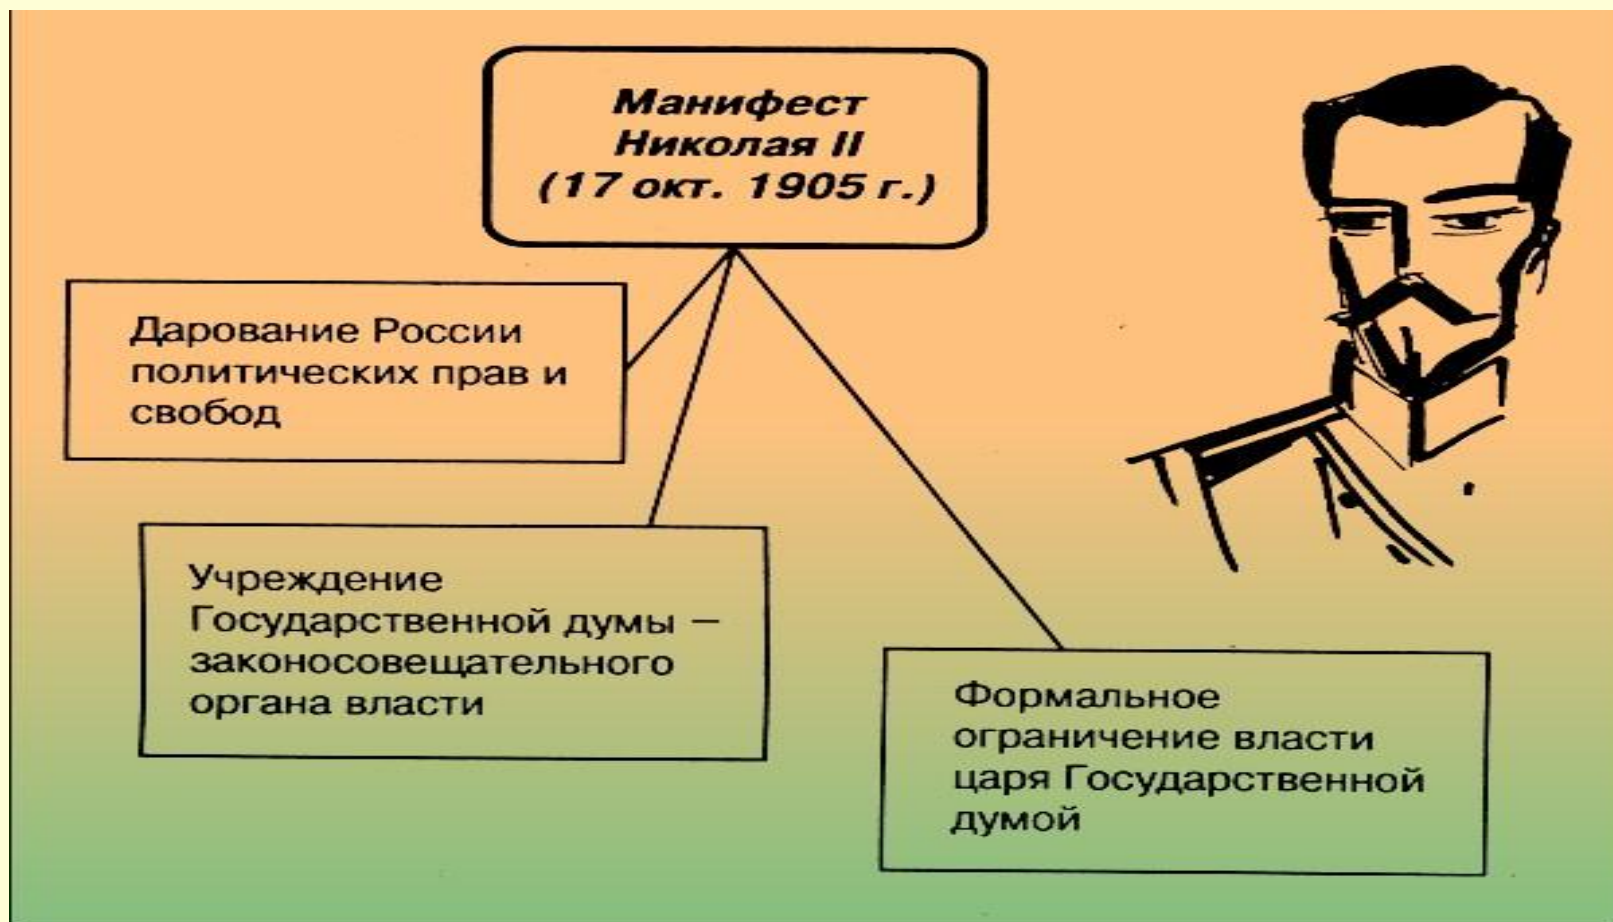 Манифест
Николая II
(17 окт. 1905 г.)
Дарование России
политических прав и
свобод
Учреждение
Государственной думы –
законосовещательного
органа власти
Формальное
ограничение власти
царя Государственной
думой